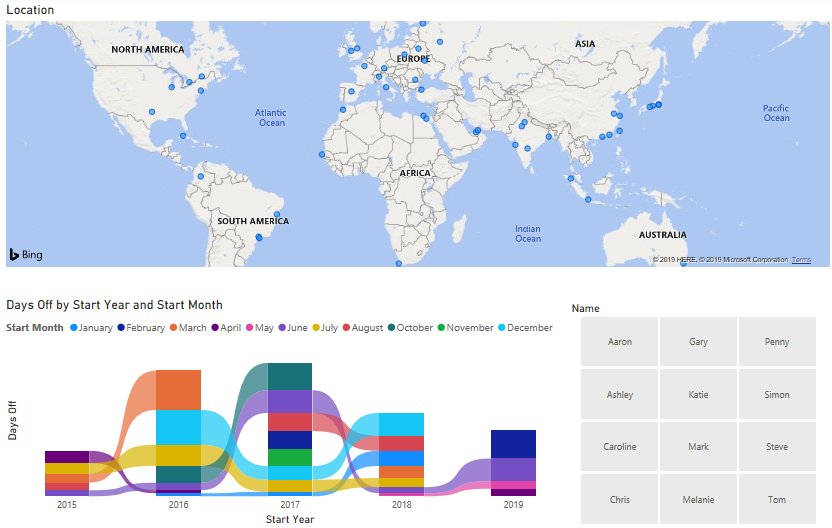 Location
NORTH AMERICA
EUROPE
ASIA
Atlantic
Ocean
Pacific
Ocean
AFRICA
SOUTH AMERICA
Indian
Ocean
AUSTRALIA
Bing
© 2019 HERE, © 2019 Microsoft Corporation Terms
Days Off by Start Year and Start Month
Start Month January February March April May June July August October November December
Days Off
2015 2016 2017 2018 2019
Start Year
Name
Aaron Gary Penny
Ashley Katie Simon
Caroline Mark Steve
Chris Melanie Tom